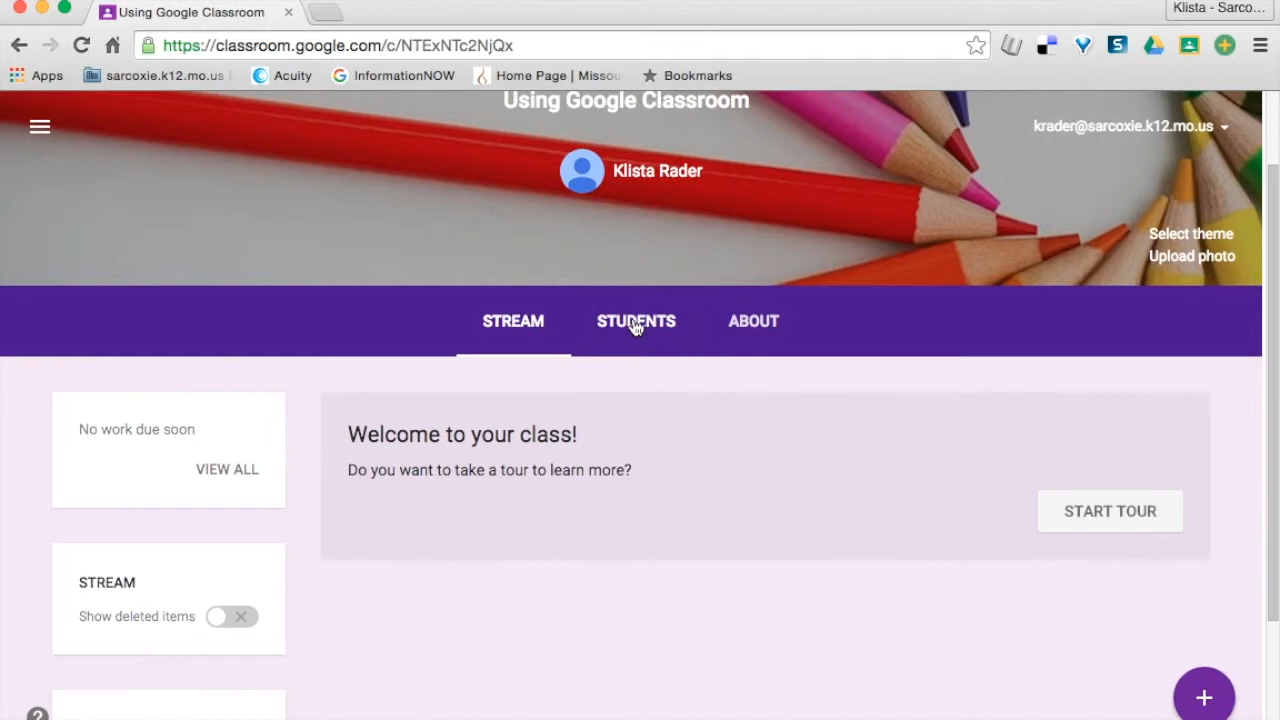 Klista - Sarco...
Using Google Classroom
https://classroom.google.com/c/NTExNTc2NjQx
Apps sarcoxie.k12.mo.us Acuity InformationNOW Home Page | Missou Bookmarks
Using Google Classroom
krader@sarcoxie.k12.mo.us
Klista Rader
Select theme
Upload photo
STREAM STUDENTS ABOUT
No work due soon
VIEW ALL
Welcome to your class!
Do you want to take a tour to learn more?
START TOUR
STREAM
Show deleted items